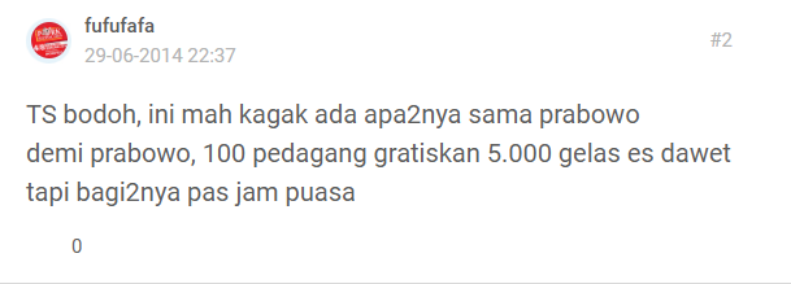 fufufafa
29-06-2014 22:37
#2
TS bodoh, ini mah kagak ada apa2nya sama prabowo
demi prabowo, 100 pedagang gratiskan 5.000 gelas es dawet
tapi bagi2nya pas jam puasa
0